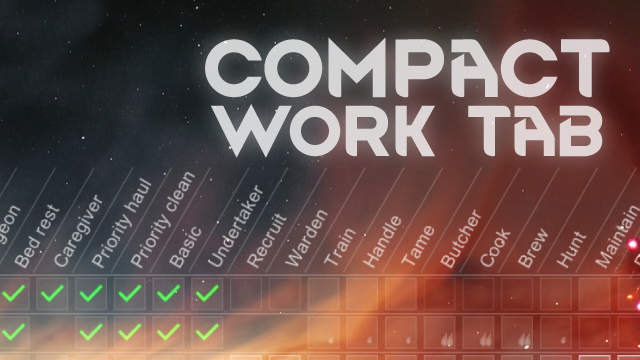 COMPACT
WORK TAB
Bed rest
Caregiver
Priority haul
Priority clean
Basic
Undertaker
Recruit
Warden
Train
Handle
Tame
Butcher
Cook
Brew
Hunt